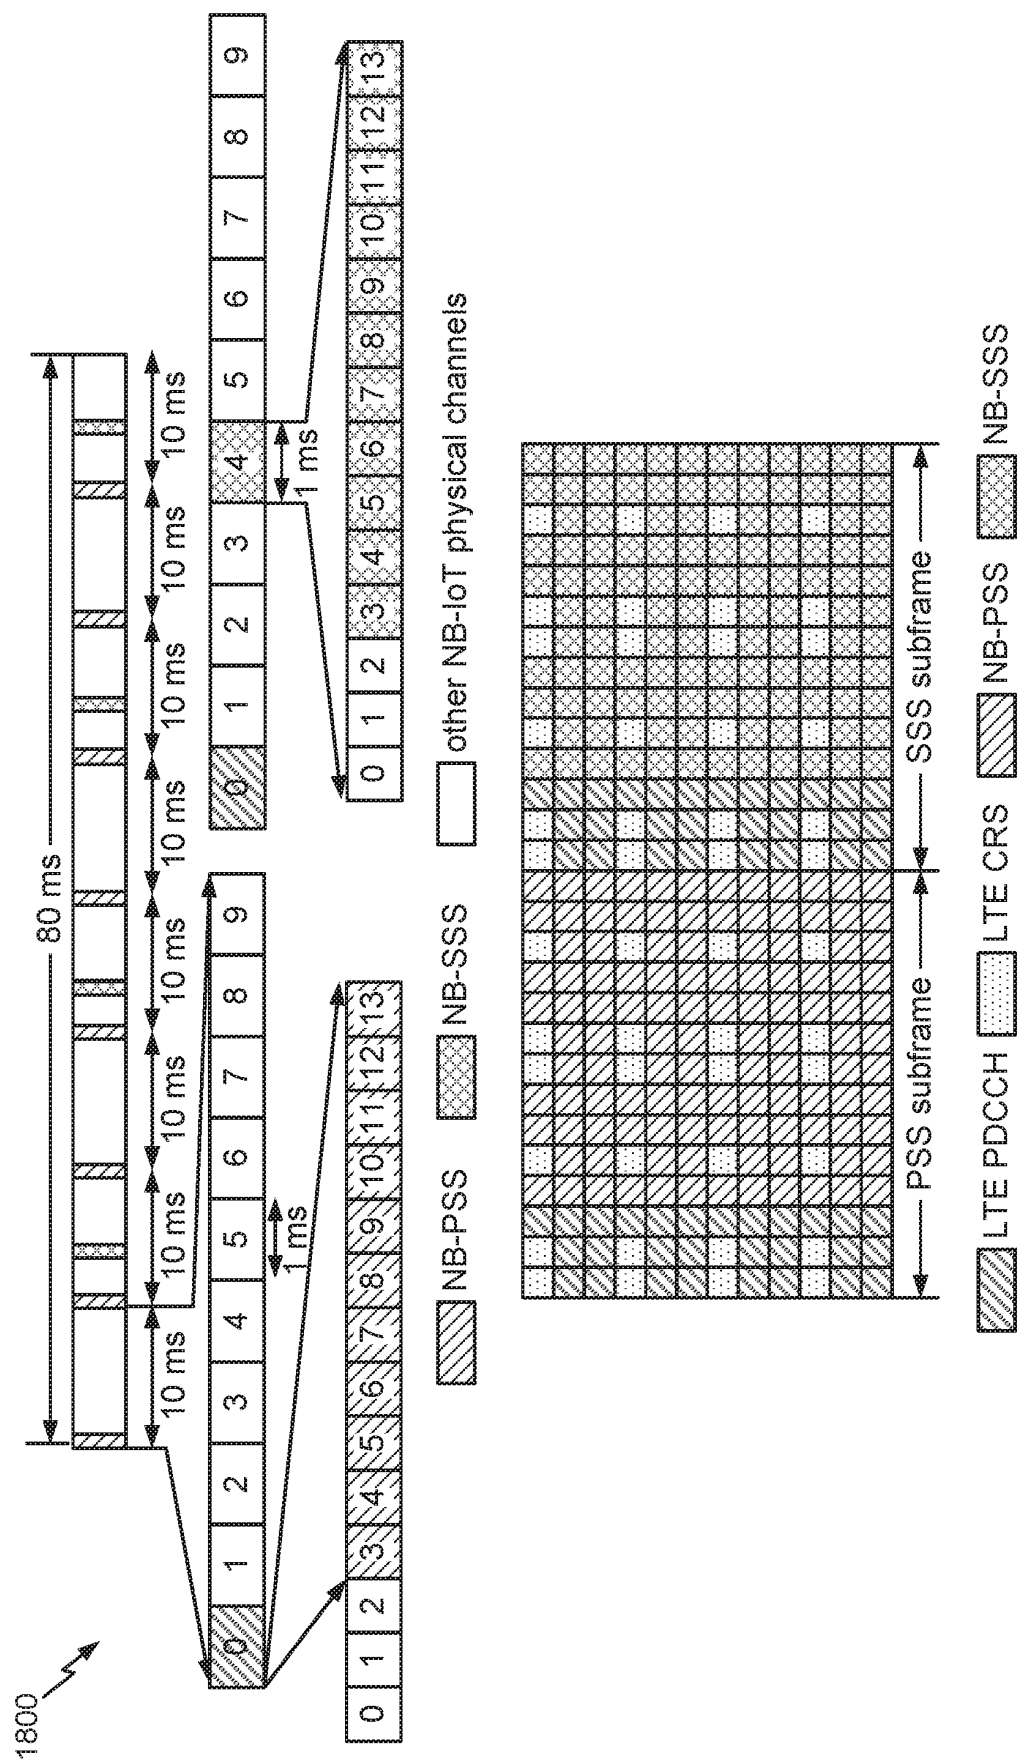 1800
80 ms
10 ms 10 ms 10 ms 10 ms 10 ms 10 ms 10 ms 10 ms
0 1 2 3 4 5 6 7 8 9
1 ms
0 1 2 3 4 5 6 7 8 9
1 ms
0 1 2 3 4 5 6 7 8 9 10 11 12 13
0 1 2 3 4 5 6 7 8 9 10 11 12 13
NB-PSS NB-SSS other NB-IoT physical channels
PSS subframe SSS subframe
LTE PDCCH LTE CRS NB-PSS NB-SSS